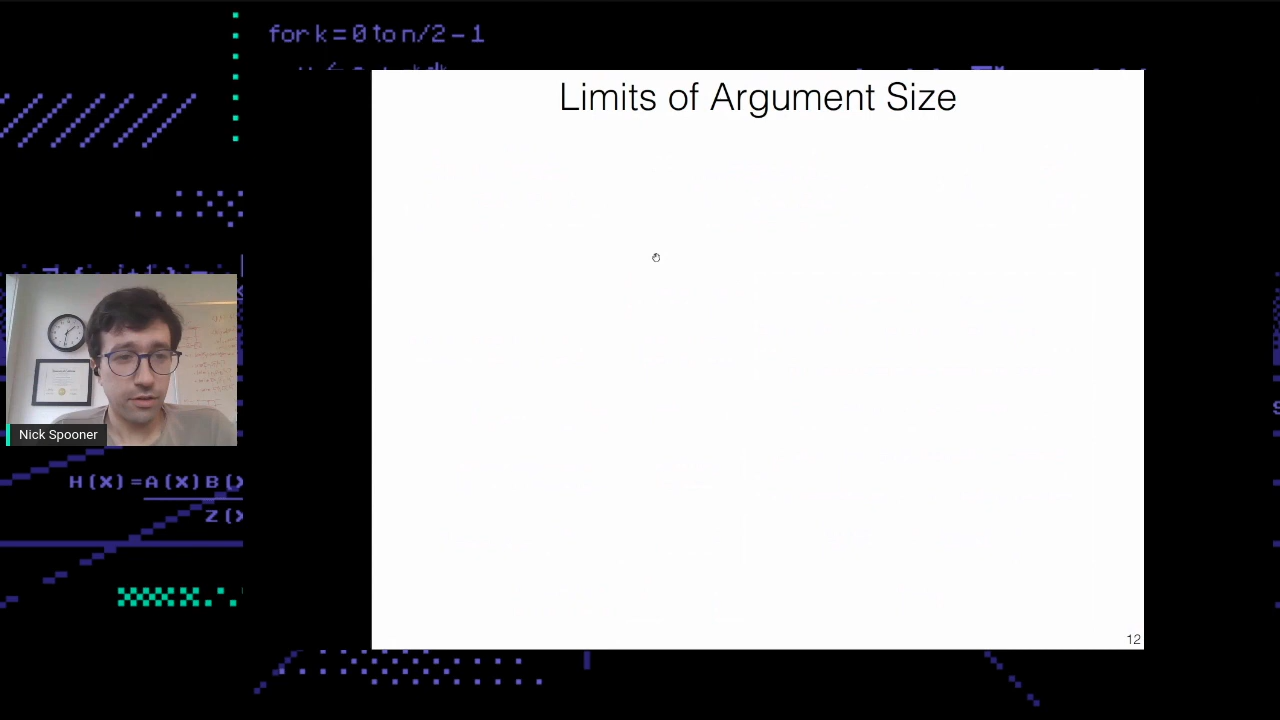 for k = 0 to n/2 - 1
Limits of Argument Size
Nick Spooner
H(X) =A(X)B(X
Z(X
12